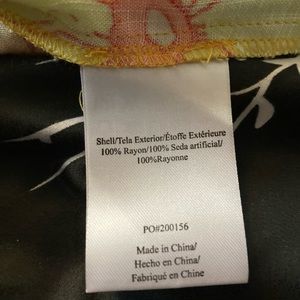 Shell/Tela Exterior/Étoffe Extérieure
100% Rayon/100% Seda artificial/
100%Rayonne
PO#200156
Made in China/
Hecho en China/
Fabriqué en Chine